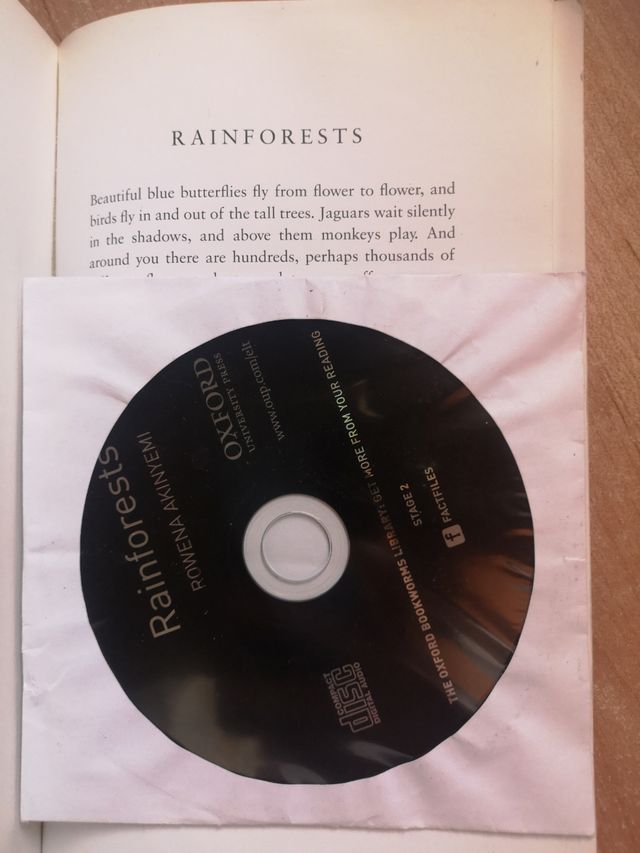 RAINFORESTS
Beautiful blue butterflies fly from flower to flower, and
birds fly in and out of the tall trees. Jaguars wait silently
in the shadows, and above them monkeys play. And
around you there are hundreds, perhaps thousands of
Rainforests
ROWENA AKINYEMI
OXFORD
UNIVERSITY PRESS
www.oup.com/elt
THE OXFORD BOOKWORMS LIBRARY: GET MORE FROM YOUR READING
STAGE 2
f FACTFILES
COMPACT
disc
DIGITAL AUDIO